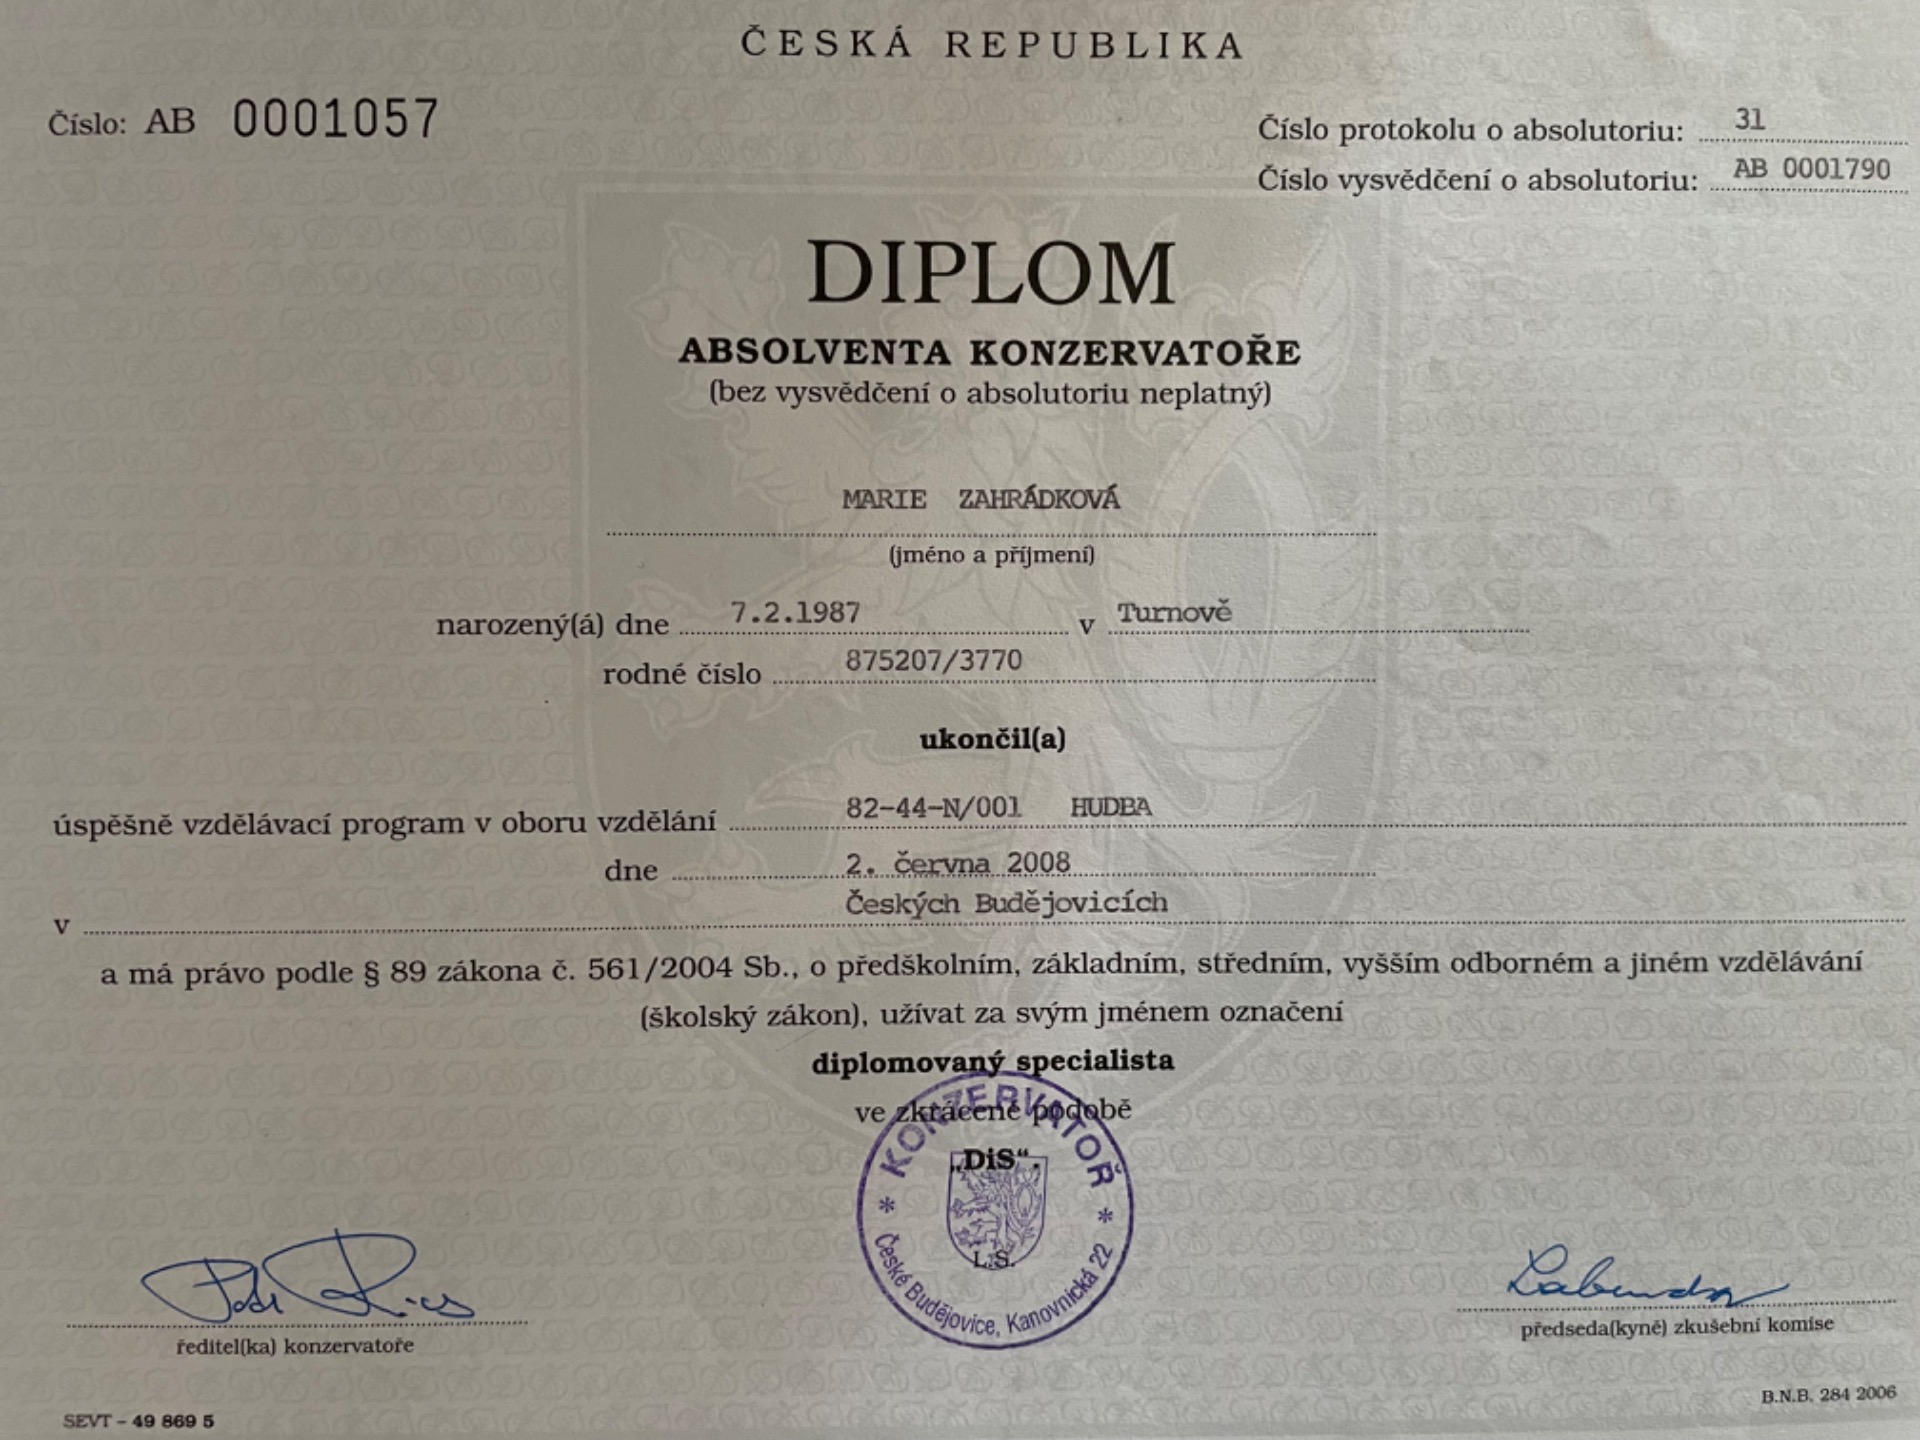 ČESKÁ REPUBLIKA
Číslo: AB 0001057
Číslo protokolu o absolutoriu: 31
Číslo vysvědčení o absolutoriu: AB 0001790
DIPLOM
ABSOLVENTA KONZERVATOŘE
(bez vysvědčení o absolutoriu neplatný)
MARIE ZAHRÁDKOVÁ
(jméno a příjmení)
narozený(á) dne 7.2.1987 v Turnově
rodné číslo 875207/3770
ukončil(a)
úspěšně vzdělávací program v oboru vzdělání 82-44-N/001 HUDBA
dne 2. června 2008
v Českých Budějovicích
a má právo podle § 89 zákona č. 561/2004 Sb., o předškolním, základním, středním, vyšším odborném a jiném vzdělávání
(školský zákon), užívat za svým jménem označení
diplomovaný specialista
ve zkrácené podobě
„DiS“.
KONZERVATOŘ
* České Budějovice, Kanovnická 22 *
L.S.
ředitel(ka) konzervatoře
předseda(kyně) zkušební komise
SEVT – 49 869 5
B.N.B. 284 2006